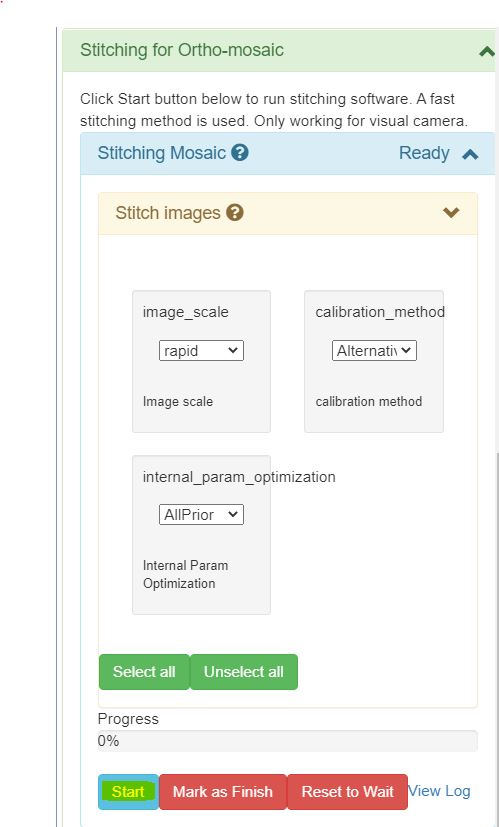 Stitching for Ortho-mosaic
Click Start button below to run stitching software. A fast
stitching method is used. Only working for visual camera.
Stitching Mosaic ? Ready
Stitch images ?
image_scale
rapid
Image scale
calibration_method
Alternativ
calibration method
internal_param_optimization
AllPrior
Internal Param
Optimization
Select all Unselect all
Progress
0%
Start Mark as Finish Reset to Wait View Log